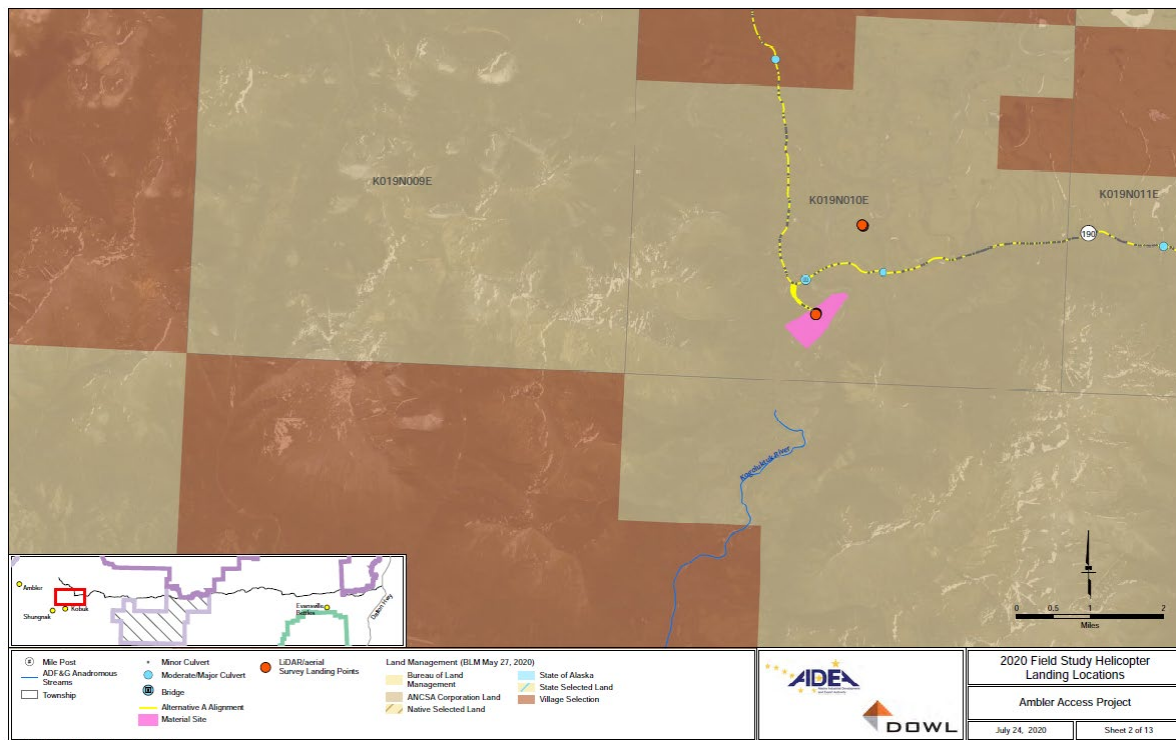 K019N009E
K019N010E
K019N011E
190
Kogoluktuk River
Ambler
Shungnak
Kobuk
Evansville
Bettles
Dalton Hwy
0 0.5 1 2
Miles
# Mile Post
ADF&G Anadromous
Streams
Township
Minor Culvert
Moderate/Major Culvert
Bridge
Alternative A Alignment
Material Site
LiDAR/aerial
Survey Landing Points
Land Management (BLM May 27, 2020)
Bureau of Land
Management
ANCSA Corporation Land
Native Selected Land
State of Alaska
State Selected Land
Village Selection
AIDEA
DOWL
2020 Field Study Helicopter
Landing Locations
Ambler Access Project
July 24, 2020
Sheet 2 of 13